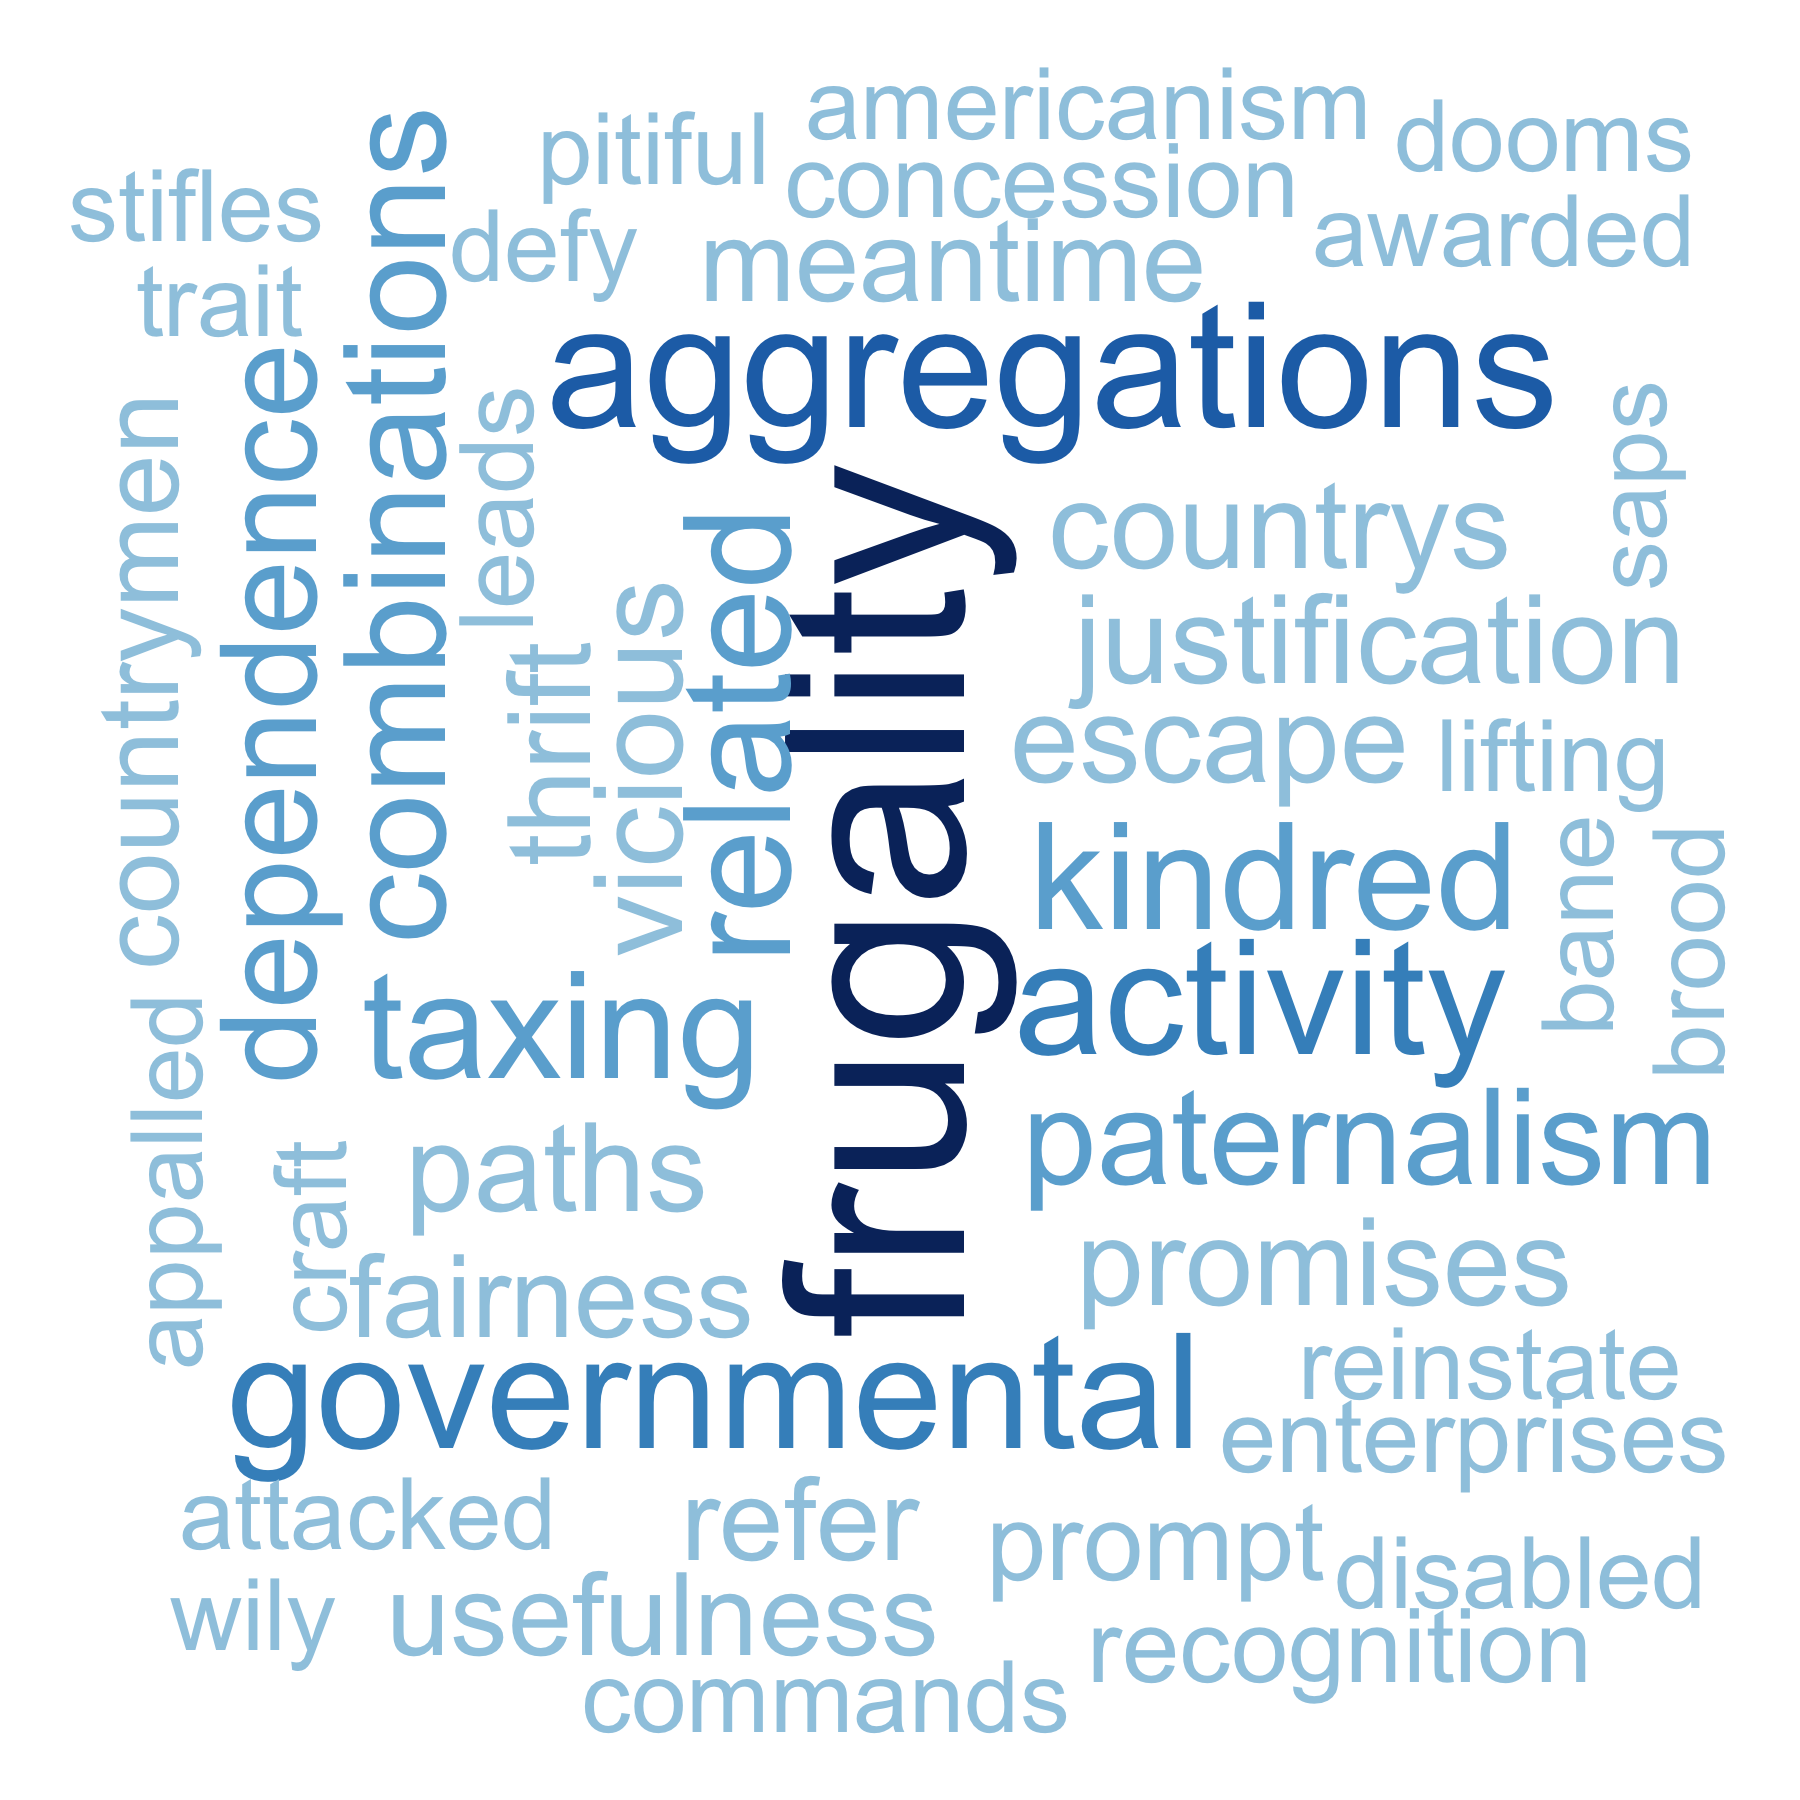 americanism
pitiful
dooms
concession
stifles
defy
awarded
meantime
trait
combinations
aggregations
dependence
leads
saps
countrymen
countrys
related
frugality
justification
thrift
vicious
escape
lifting
kindred
bane
brood
activity
taxing
appalled
paternalism
paths
craft
promises
fairness
governmental
reinstate
enterprises
attacked
refer
prompt
disabled
wily
usefulness
recognition
commands